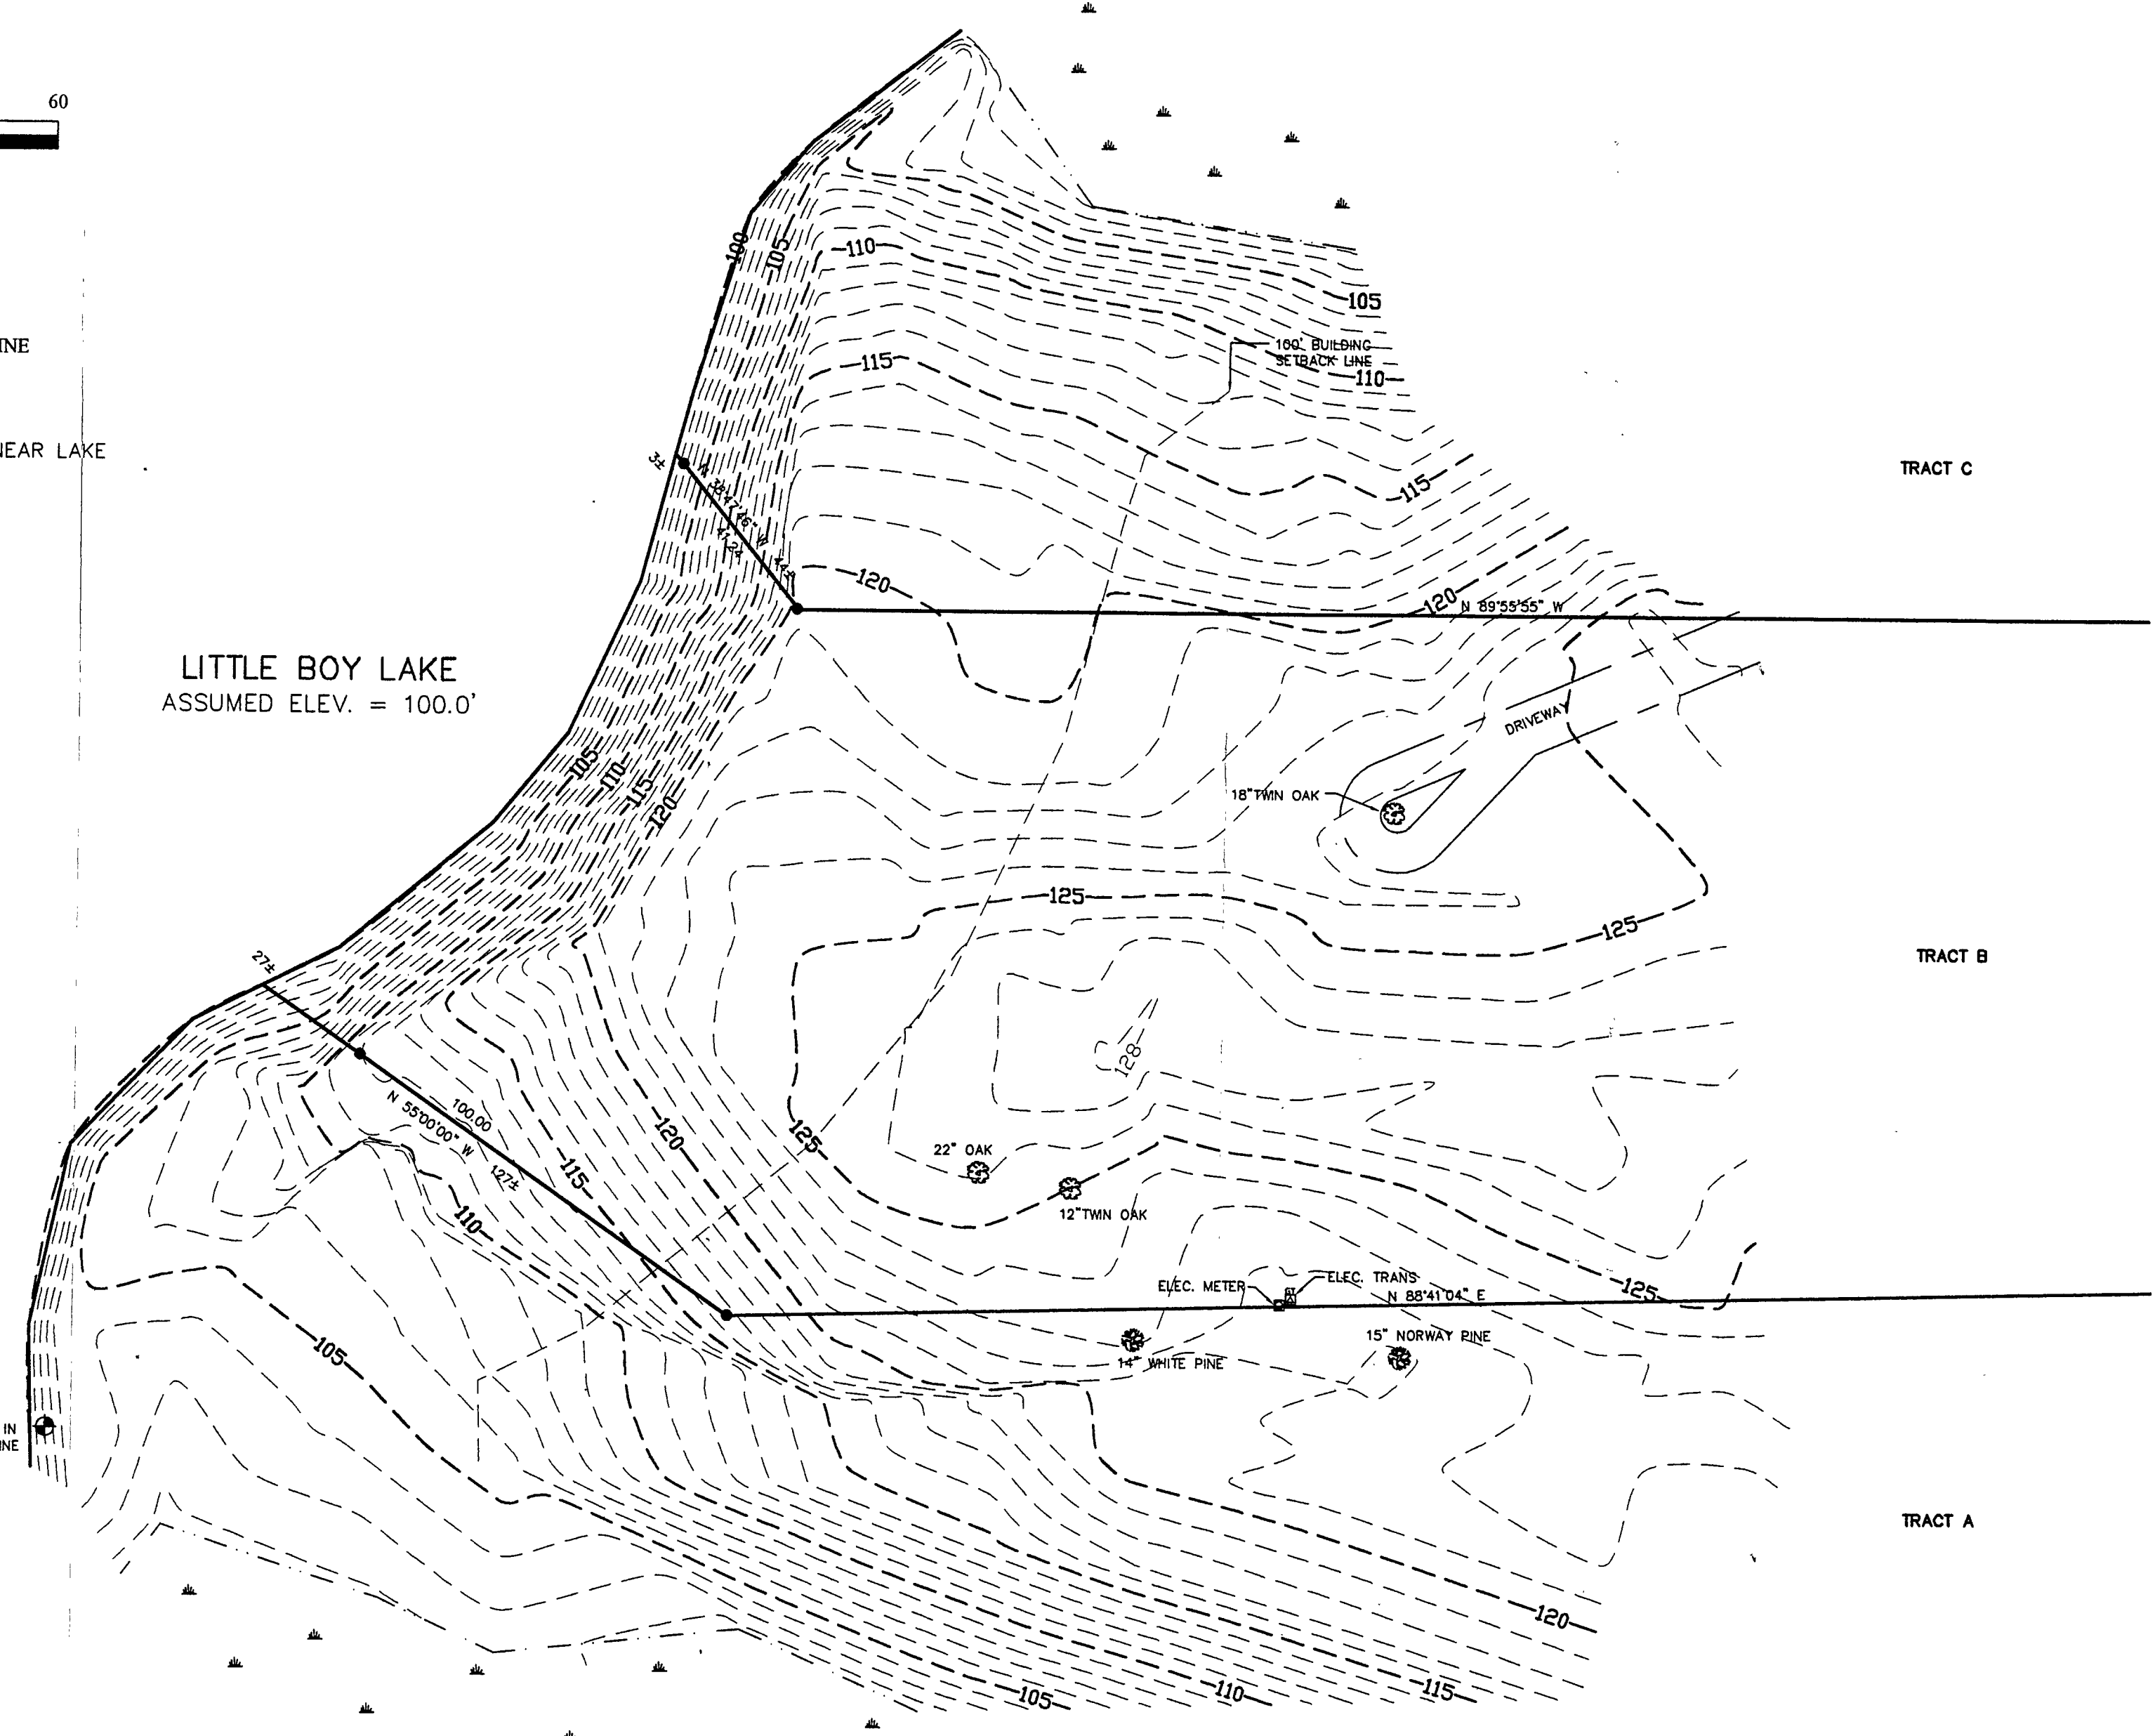 60
INE
NEAR LAKE
100
105
110
105
100' BUILDING
SETBACK LINE
110
115
115
TRACT C
3±
N 38°47'46" W
41.24
44±
120
120
N 89°55'55" W
LITTLE BOY LAKE
ASSUMED ELEV. = 100.0'
DRIVEWAY
105
110
115
120
18"TWIN OAK
125
125
TRACT B
27±
128
100.00
N 55°00'00" W
127±
120
125
115
22" OAK
12"TWIN OAK
110
ELEC. METER
ELEC. TRANS
N 88°41'04" E
125
105
14" WHITE PINE
15" NORWAY PINE
IN
INE
TRACT A
120
105
110
115